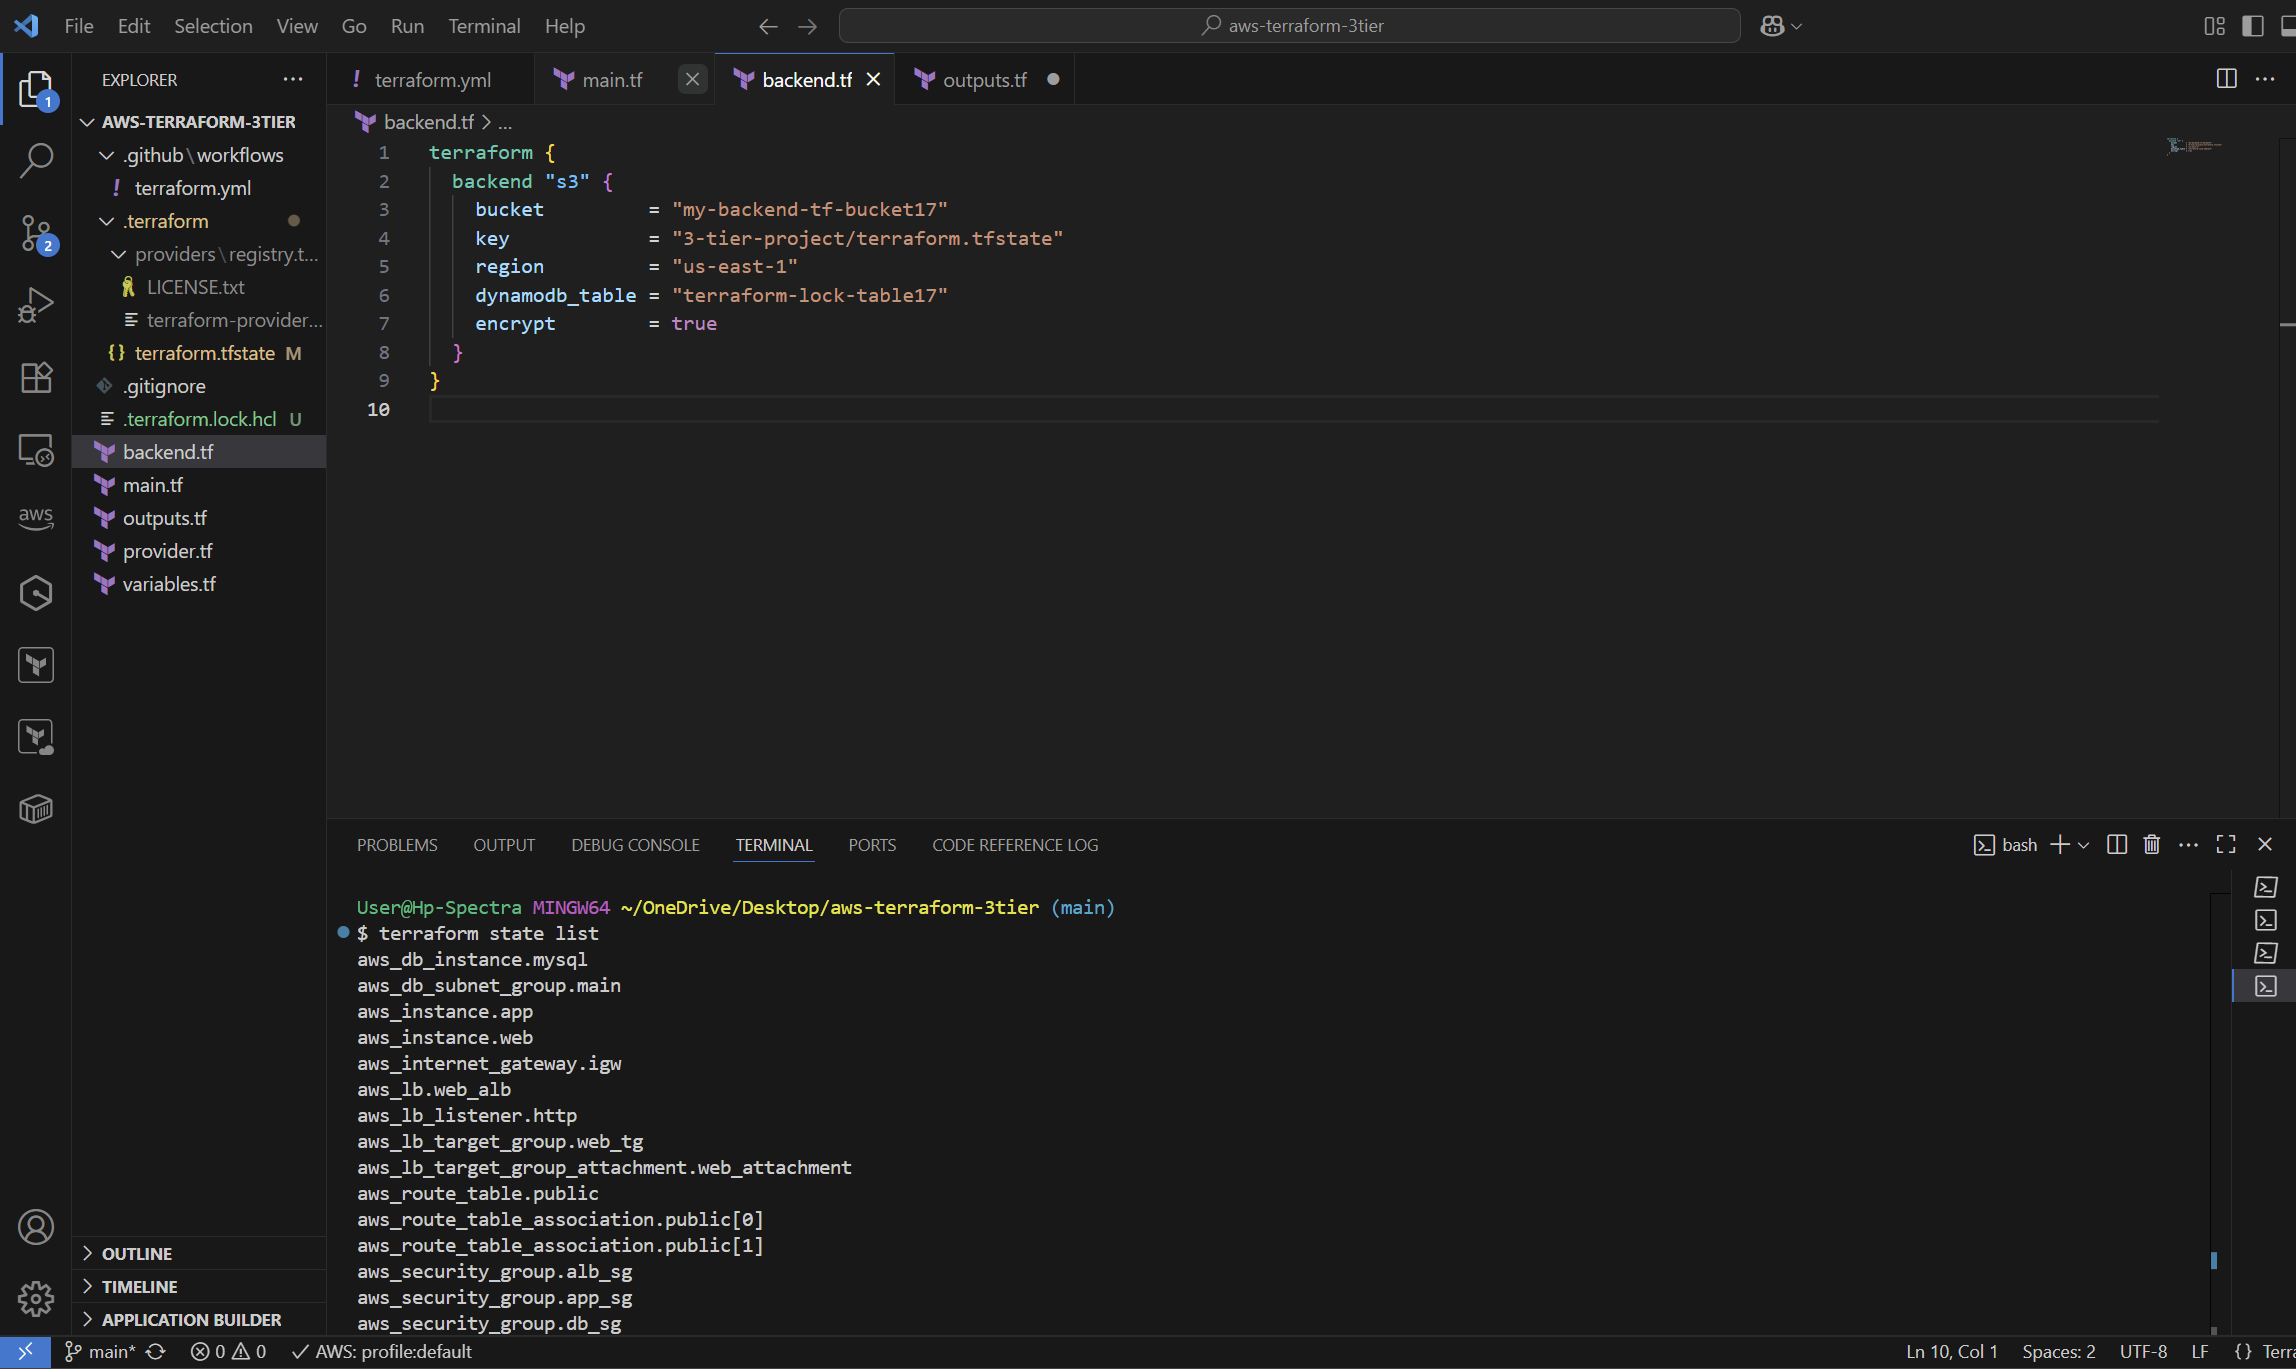 File Edit Selection View Go Run Terminal Help
aws-terraform-3tier
EXPLORER
AWS-TERRAFORM-3TIER
.github\workflows
! terraform.yml
.terraform
providers\registry.t...
LICENSE.txt
terraform-provider...
{} terraform.tfstate M
.gitignore
.terraform.lock.hcl U
backend.tf
main.tf
outputs.tf
provider.tf
variables.tf
OUTLINE
TIMELINE
APPLICATION BUILDER
1
2
aws
! terraform.yml main.tf backend.tf outputs.tf
backend.tf > ...
1 terraform {
2 backend "s3" {
3 bucket = "my-backend-tf-bucket17"
4 key = "3-tier-project/terraform.tfstate"
5 region = "us-east-1"
6 dynamodb_table = "terraform-lock-table17"
7 encrypt = true
8 }
9 }
10
PROBLEMS OUTPUT DEBUG CONSOLE TERMINAL PORTS CODE REFERENCE LOG
bash
User@Hp-Spectra MINGW64 ~/OneDrive/Desktop/aws-terraform-3tier (main)
$ terraform state list
aws_db_instance.mysql
aws_db_subnet_group.main
aws_instance.app
aws_instance.web
aws_internet_gateway.igw
aws_lb.web_alb
aws_lb_listener.http
aws_lb_target_group.web_tg
aws_lb_target_group_attachment.web_attachment
aws_route_table.public
aws_route_table_association.public[0]
aws_route_table_association.public[1]
aws_security_group.alb_sg
aws_security_group.app_sg
aws_security_group.db_sg
main* 0 0 AWS: profile:default
Ln 10, Col 1 Spaces: 2 UTF-8 LF {} Terra